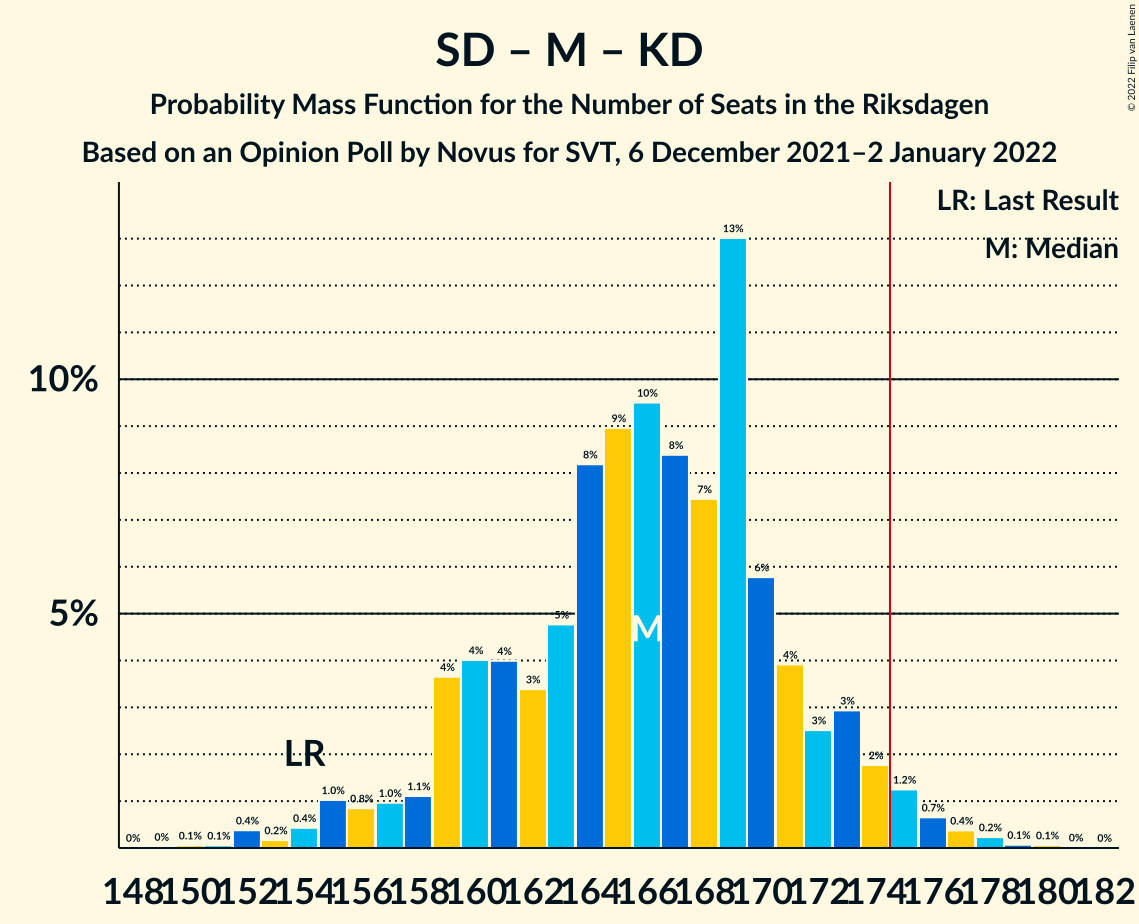 SD – M – KD
Probability Mass Function for the Number of Seats in the Riksdagen
Based on an Opinion Poll by Novus for SVT, 6 December 2021–2 January 2022
© 2022 Filip van Laenen
LR: Last Result
M: Median
10%
5%
0% 0% 0.1% 0.1% 0.4% 0.2% 0.4% 1.0% 0.8% 1.0% 1.1% 4% 4% 4% 3% 5% 8% 9% 10% 8% 7% 13% 6% 4% 3% 3% 2% 1.2% 0.7% 0.4% 0.2% 0.1% 0.1% 0% 0%
LR
M
148 150 152 154 156 158 160 162 164 166 168 170 172 174 176 178 180 182